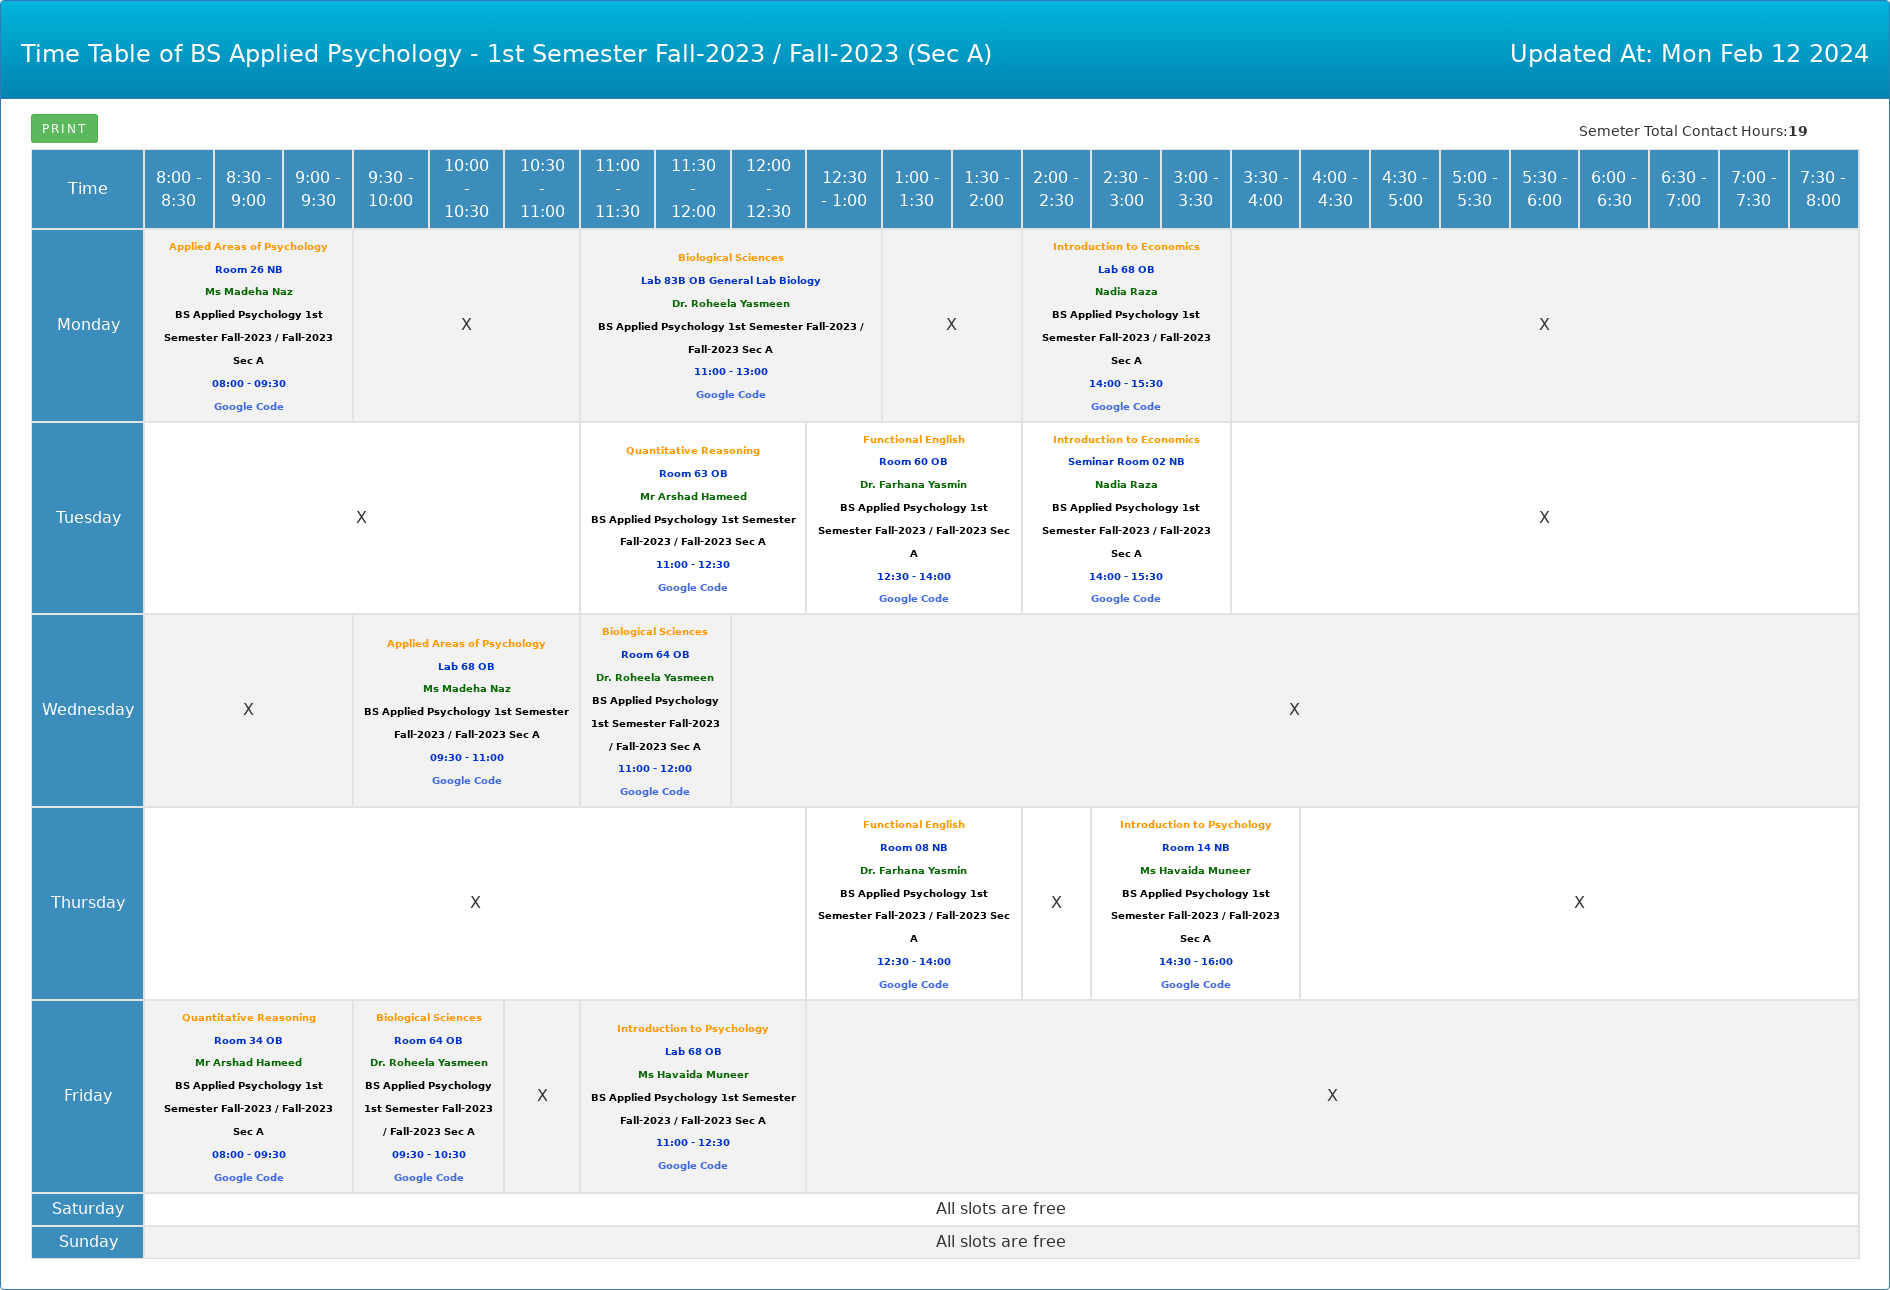 Time Table of BS Applied Psychology - 1st Semester Fall-2023 / Fall-2023 (Sec A)
Updated At: Mon Feb 12 2024
PRINT
Semeter Total Contact Hours:19
Time
8:00 -
8:30
8:30 -
9:00
9:00 -
9:30
9:30 -
10:00
10:00
-
10:30
10:30
-
11:00
11:00
-
11:30
11:30
-
12:00
12:00
-
12:30
12:30
- 1:00
1:00 -
1:30
1:30 -
2:00
2:00 -
2:30
2:30 -
3:00
3:00 -
3:30
3:30 -
4:00
4:00 -
4:30
4:30 -
5:00
5:00 -
5:30
5:30 -
6:00
6:00 -
6:30
6:30 -
7:00
7:00 -
7:30
7:30 -
8:00
Monday
Applied Areas of Psychology
Room 26 NB
Ms Madeha Naz
BS Applied Psychology 1st
Semester Fall-2023 / Fall-2023
Sec A
08:00 - 09:30
Google Code
X
Biological Sciences
Lab 83B OB General Lab Biology
Dr. Roheela Yasmeen
BS Applied Psychology 1st Semester Fall-2023 /
Fall-2023 Sec A
11:00 - 13:00
Google Code
X
Introduction to Economics
Lab 68 OB
Nadia Raza
BS Applied Psychology 1st
Semester Fall-2023 / Fall-2023
Sec A
14:00 - 15:30
Google Code
X
Tuesday
X
Quantitative Reasoning
Room 63 OB
Mr Arshad Hameed
BS Applied Psychology 1st Semester
Fall-2023 / Fall-2023 Sec A
11:00 - 12:30
Google Code
Functional English
Room 60 OB
Dr. Farhana Yasmin
BS Applied Psychology 1st
Semester Fall-2023 / Fall-2023 Sec
A
12:30 - 14:00
Google Code
Introduction to Economics
Seminar Room 02 NB
Nadia Raza
BS Applied Psychology 1st
Semester Fall-2023 / Fall-2023
Sec A
14:00 - 15:30
Google Code
X
Wednesday
X
Applied Areas of Psychology
Lab 68 OB
Ms Madeha Naz
BS Applied Psychology 1st Semester
Fall-2023 / Fall-2023 Sec A
09:30 - 11:00
Google Code
Biological Sciences
Room 64 OB
Dr. Roheela Yasmeen
BS Applied Psychology
1st Semester Fall-2023
/ Fall-2023 Sec A
11:00 - 12:00
Google Code
X
Thursday
X
Functional English
Room 08 NB
Dr. Farhana Yasmin
BS Applied Psychology 1st
Semester Fall-2023 / Fall-2023 Sec
A
12:30 - 14:00
Google Code
X
Introduction to Psychology
Room 14 NB
Ms Havaida Muneer
BS Applied Psychology 1st
Semester Fall-2023 / Fall-2023
Sec A
14:30 - 16:00
Google Code
X
Friday
Quantitative Reasoning
Room 34 OB
Mr Arshad Hameed
BS Applied Psychology 1st
Semester Fall-2023 / Fall-2023
Sec A
08:00 - 09:30
Google Code
Biological Sciences
Room 64 OB
Dr. Roheela Yasmeen
BS Applied Psychology
1st Semester Fall-2023
/ Fall-2023 Sec A
09:30 - 10:30
Google Code
X
Introduction to Psychology
Lab 68 OB
Ms Havaida Muneer
BS Applied Psychology 1st Semester
Fall-2023 / Fall-2023 Sec A
11:00 - 12:30
Google Code
X
Saturday
All slots are free
Sunday
All slots are free